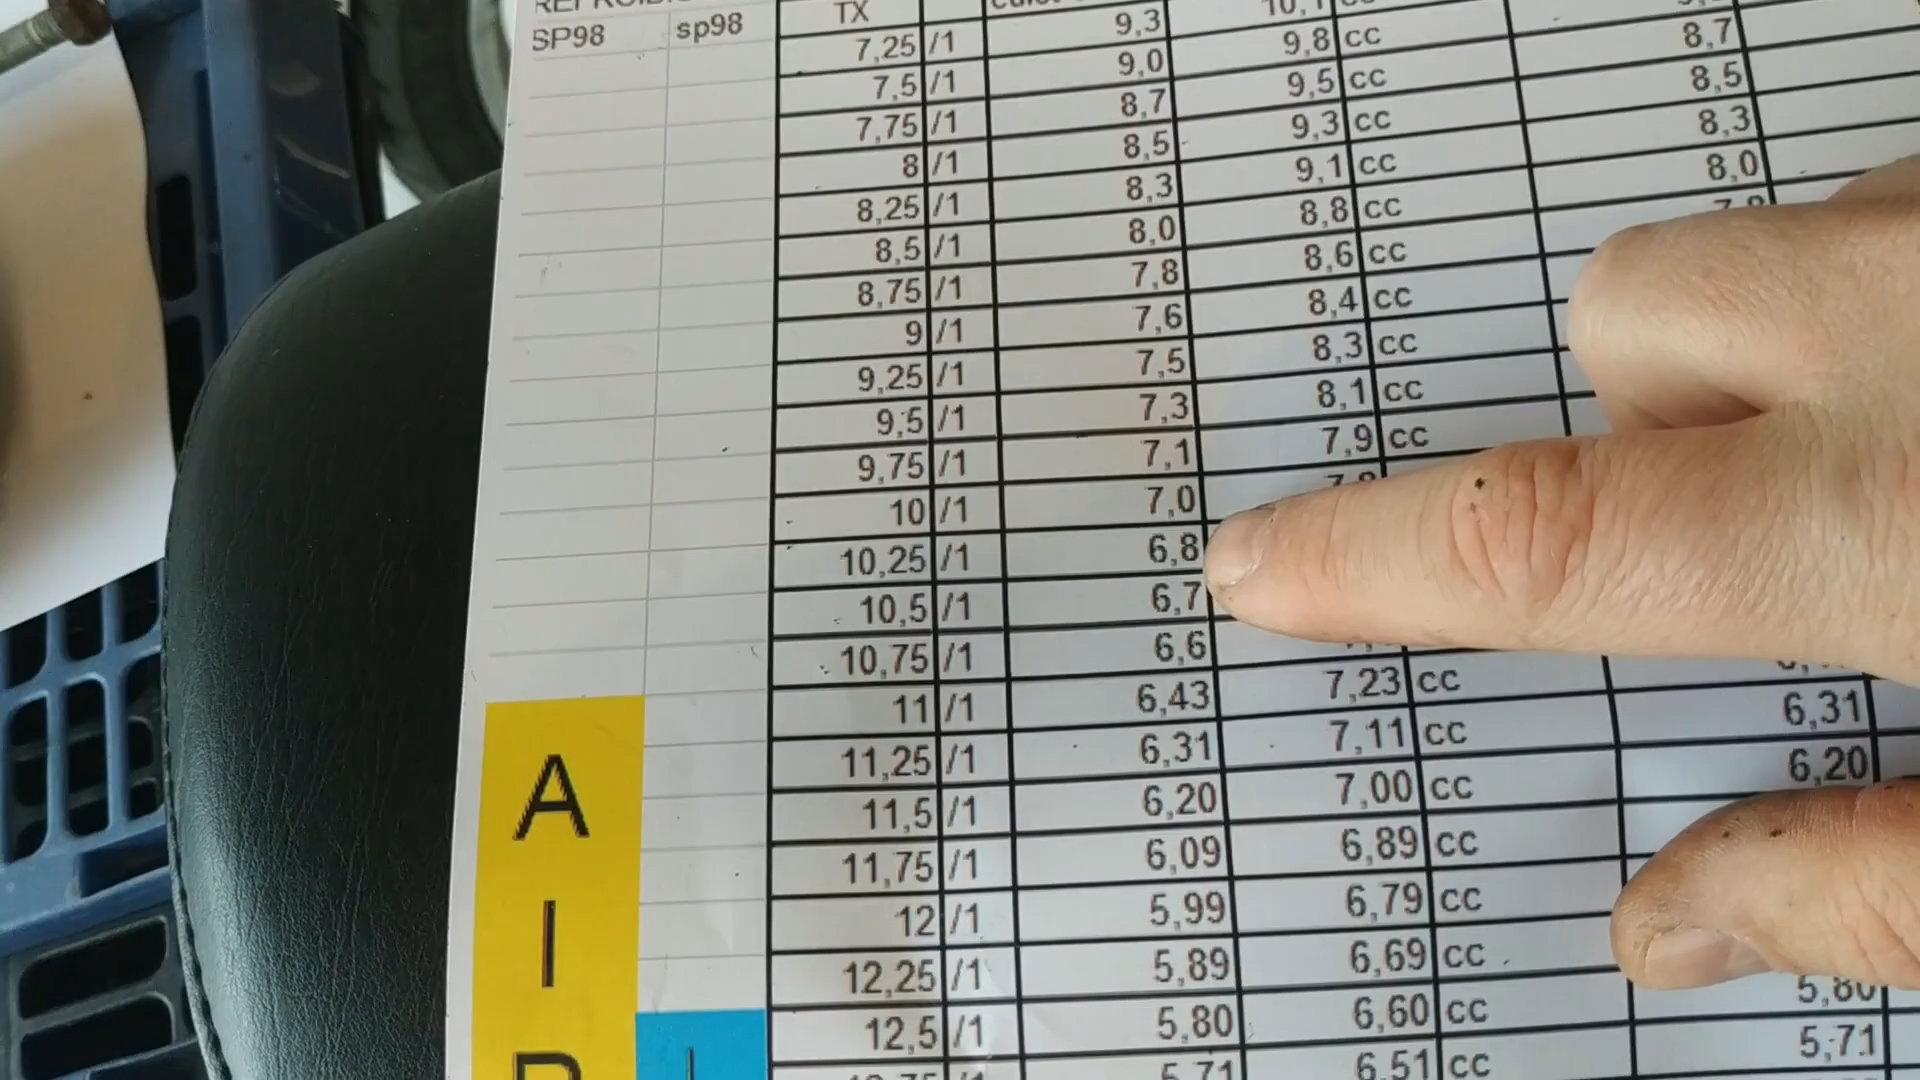 SP98 sp98 TX
7,25 /1 9,3 10,1
7,5 /1 9,0 9,8 cc
7,75 /1 8,7 9,5 cc 8,7
8 /1 8,5 9,3 cc 8,5
8,25 /1 8,3 9,1 cc 8,3
8,5 /1 8,0 8,8 cc 8,0
8,75 /1 7,8 8,6 cc
9 /1 7,6 8,4 cc
9,25 /1 7,5 8,3 cc
9,5 /1 7,3 8,1 cc
9,75 /1 7,1 7,9 cc
10 /1 7,0
10,25 /1 6,8
10,5 /1 6,7
10,75 /1 6,6
11 /1 6,43 7,23 cc
A 11,25 /1 6,31 7,11 cc 6,31
11,5 /1 6,20 7,00 cc 6,20
11,75 /1 6,09 6,89 cc
I 12 /1 5,99 6,79 cc
12,25 /1 5,89 6,69 cc
12,5 /1 5,80 6,60 cc 5,80
5,71 6,51 cc 5,71